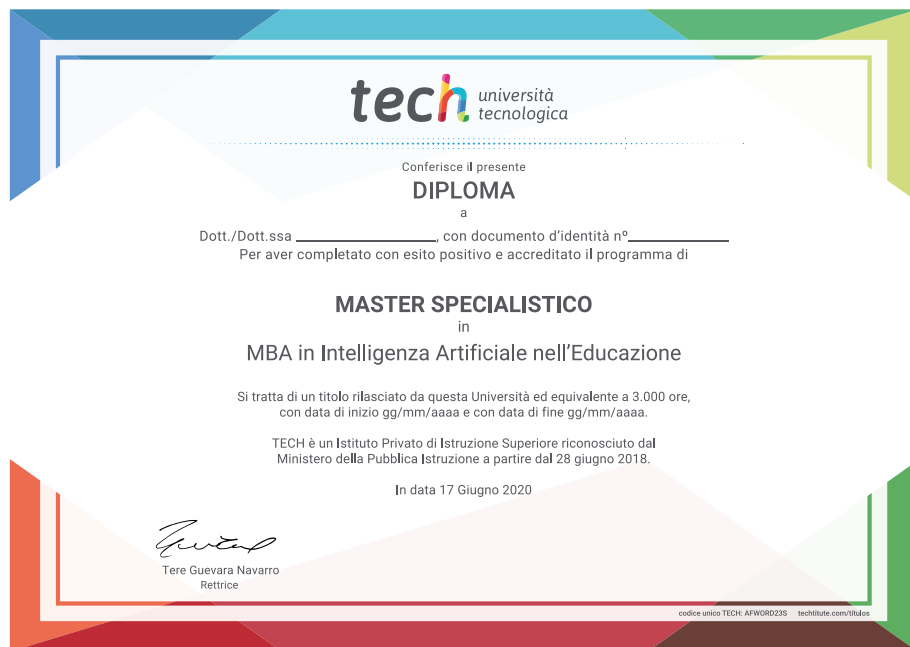 tech università
tecnologica
Conferisce il presente
DIPLOMA
a
Dott./Dott.ssa ____________, con documento d'identità nº_________
Per aver completato con esito positivo e accreditato il programma di
MASTER SPECIALISTICO
in
MBA in Intelligenza Artificiale nell'Educazione
Si tratta di un titolo rilasciato da questa Università ed equivalente a 3.000 ore,
con data di inizio gg/mm/aaaa e con data di fine gg/mm/aaaa.
TECH è un Istituto Privato di Istruzione Superiore riconosciuto dal
Ministero della Pubblica Istruzione a partire dal 28 giugno 2018.
In data 17 Giugno 2020
Tere Guevara Navarro
Rettrice
codice unico TECH: AFWORD23S techtitute.com/títulos